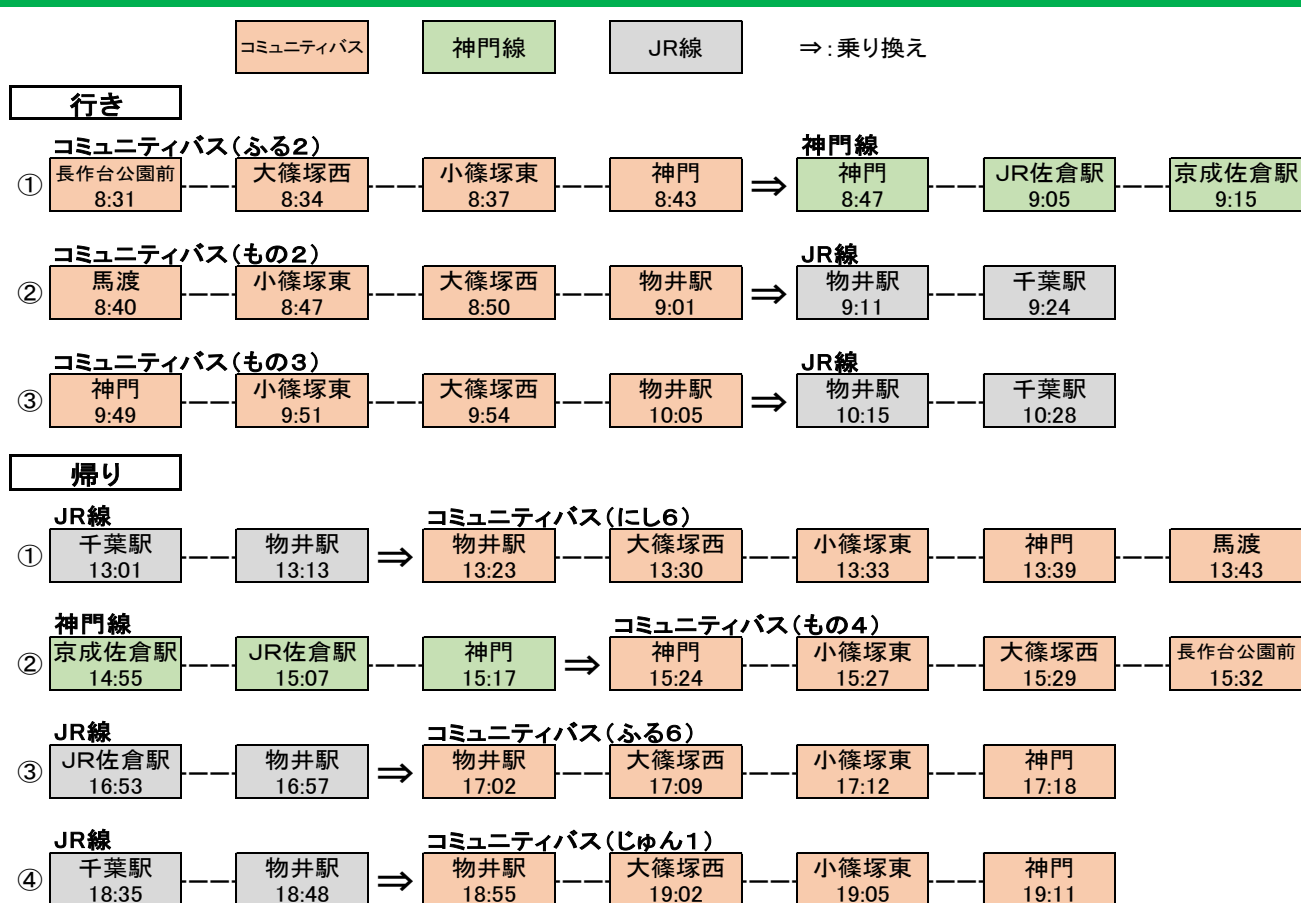 コミュニティバス 神門線 JR線 ⇒:乗り換え
行き
コミュニティバス(ふる2) 神門線
① 長作台公園前 大篠塚西 小篠塚東 神門 ⇒ 神門 JR佐倉駅 京成佐倉駅
8:31 8:34 8:37 8:43 8:47 9:05 9:15
コミュニティバス(もの2) JR線
② 馬渡 小篠塚東 大篠塚西 物井駅 ⇒ 物井駅 千葉駅
8:40 8:47 8:50 9:01 9:11 9:24
コミュニティバス(もの3) JR線
③ 神門 小篠塚東 大篠塚西 物井駅 ⇒ 物井駅 千葉駅
9:49 9:51 9:54 10:05 10:15 10:28
帰り
JR線 コミュニティバス(にし6)
① 千葉駅 物井駅 ⇒ 物井駅 大篠塚西 小篠塚東 神門 馬渡
13:01 13:13 13:23 13:30 13:33 13:39 13:43
神門線 コミュニティバス(もの4)
② 京成佐倉駅 JR佐倉駅 神門 ⇒ 神門 小篠塚東 大篠塚西 長作台公園前
14:55 15:07 15:17 15:24 15:27 15:29 15:32
JR線 コミュニティバス(ふる6)
③ JR佐倉駅 物井駅 ⇒ 物井駅 大篠塚西 小篠塚東 神門
16:53 16:57 17:02 17:09 17:12 17:18
JR線 コミュニティバス(じゅん1)
④ 千葉駅 物井駅 ⇒ 物井駅 大篠塚西 小篠塚東 神門
18:35 18:48 18:55 19:02 19:05 19:11